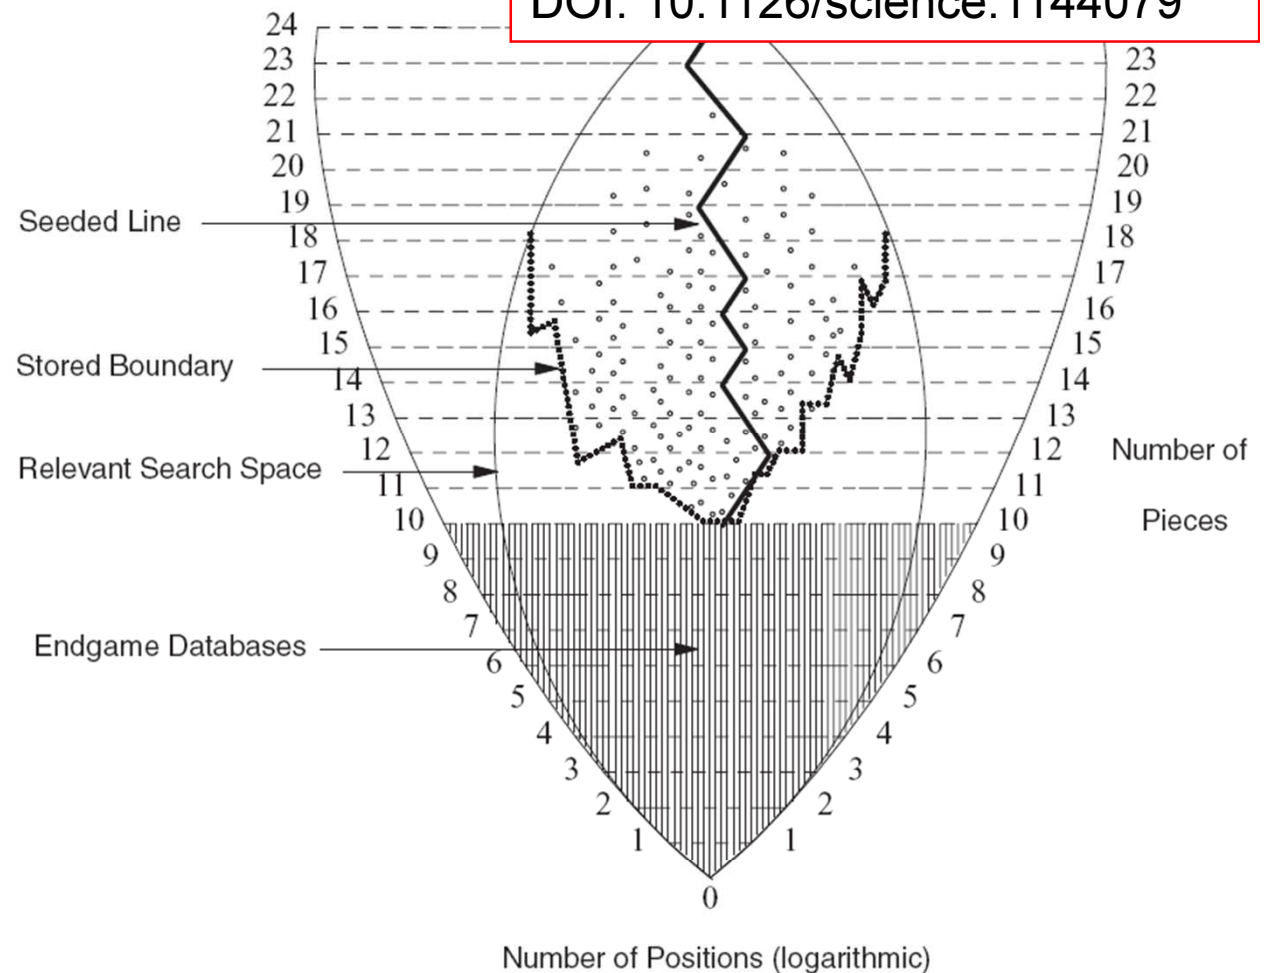 DOI: 10.1126/science.1144079
24
23 23
22 22
21 21
20 20
19 19
Seeded Line
18 18
17 17
16 16
15 15
Stored Boundary
14 14
13 13
12 12 Number of
Relevant Search Space
11 11
10 10 Pieces
9 9
8 8
7 7
Endgame Databases
6 6
5 5
4 4
3 3
2 2
1 1
0
Number of Positions (logarithmic)